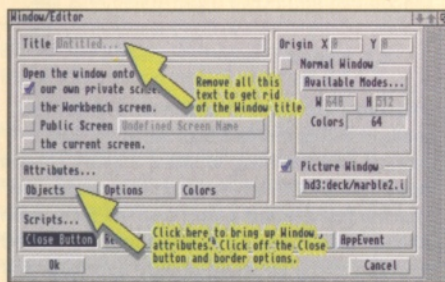 Window/Editor
Title Untitled...
Origin X 0 Y 0
Open the window onto
our own private
the Workbench screen.
Public Screen Undefined Screen Name
the current screen.
Remove all this
text to get rid
of the Window title
Normal Window
Available Modes...
W 640 H 512
Colors 64
Attributes...
Objects Options Colors
Picture Window
hd3:deck/marble2.i
Scripts...
Close Button AppEvent
Click here to bring up Window
attributes. Click off the Close
button and border options.
Ok Cancel